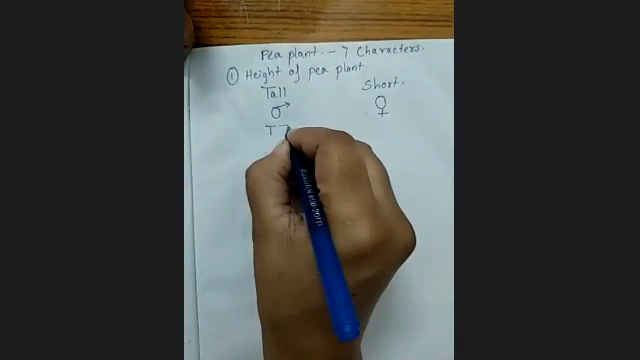 Pea plant. - 7 Characters.
① Height of pea plant.
Tall Short.
♂ ♀
T T